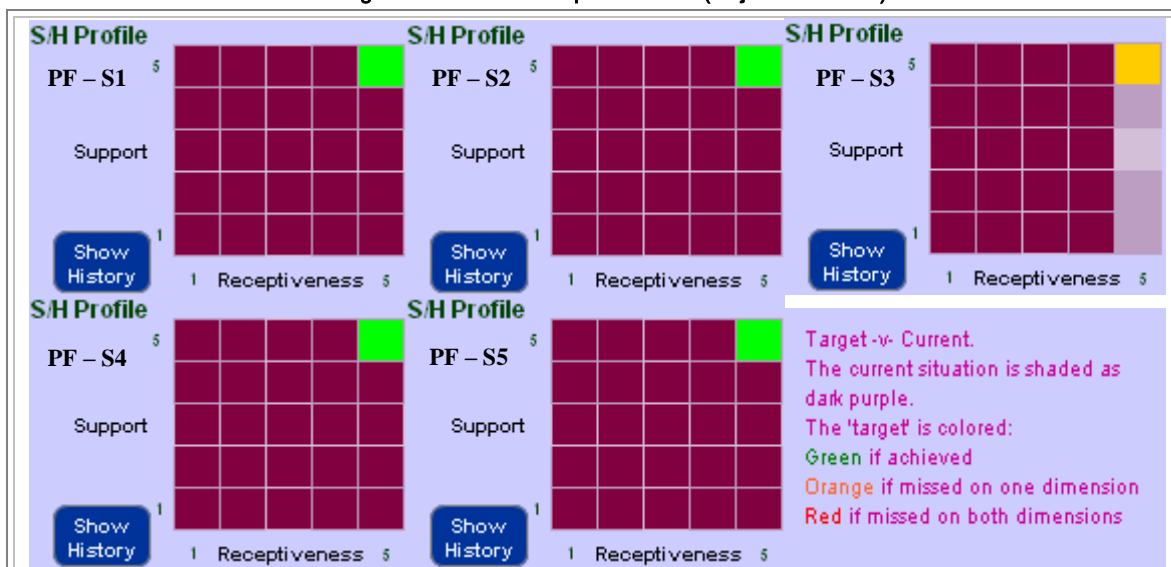 S/H Profile
PF – S1
5
Support
Show
History
1
1 Receptiveness 5
S/H Profile
PF – S2
5
Support
Show
History
1
1 Receptiveness 5
S/H Profile
PF – S3
5
Support
Show
History
1
1 Receptiveness 5
S/H Profile
PF – S4
5
Support
Show
History
1
1 Receptiveness 5
S/H Profile
PF – S5
5
Support
Show
History
1
1 Receptiveness 5
Target -v- Current.
The current situation is shaded as
dark purple.
The 'target' is colored:
Green if achieved
Orange if missed on one dimension
Red if missed on both dimensions